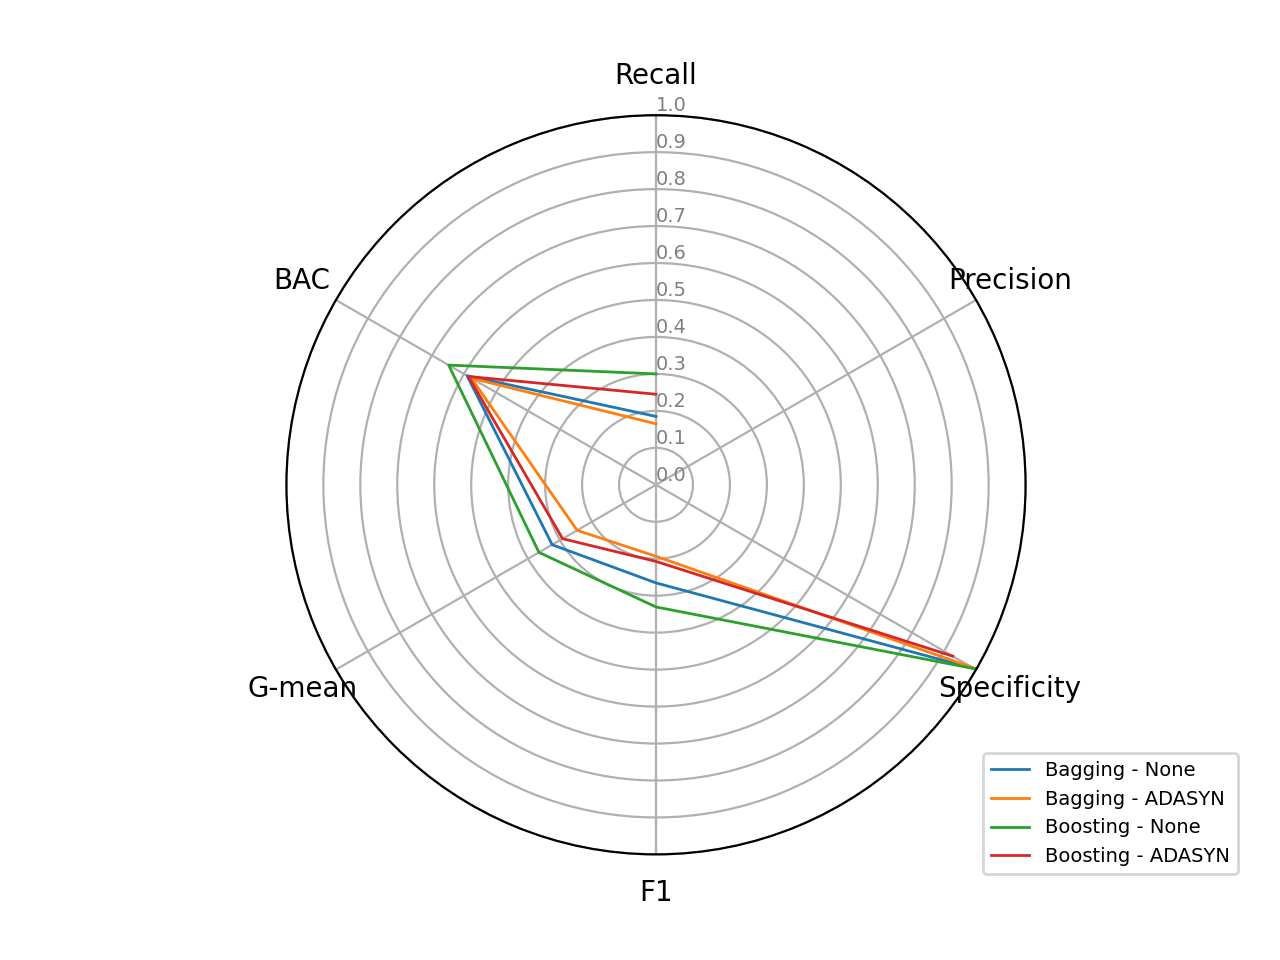 Recall
1.0
0.9
0.8
0.7
0.6
0.5
0.4
0.3
0.2
0.1
0.0
BAC
Precision
G-mean
Specificity
F1
Bagging - None
Bagging - ADASYN
Boosting - None
Boosting - ADASYN